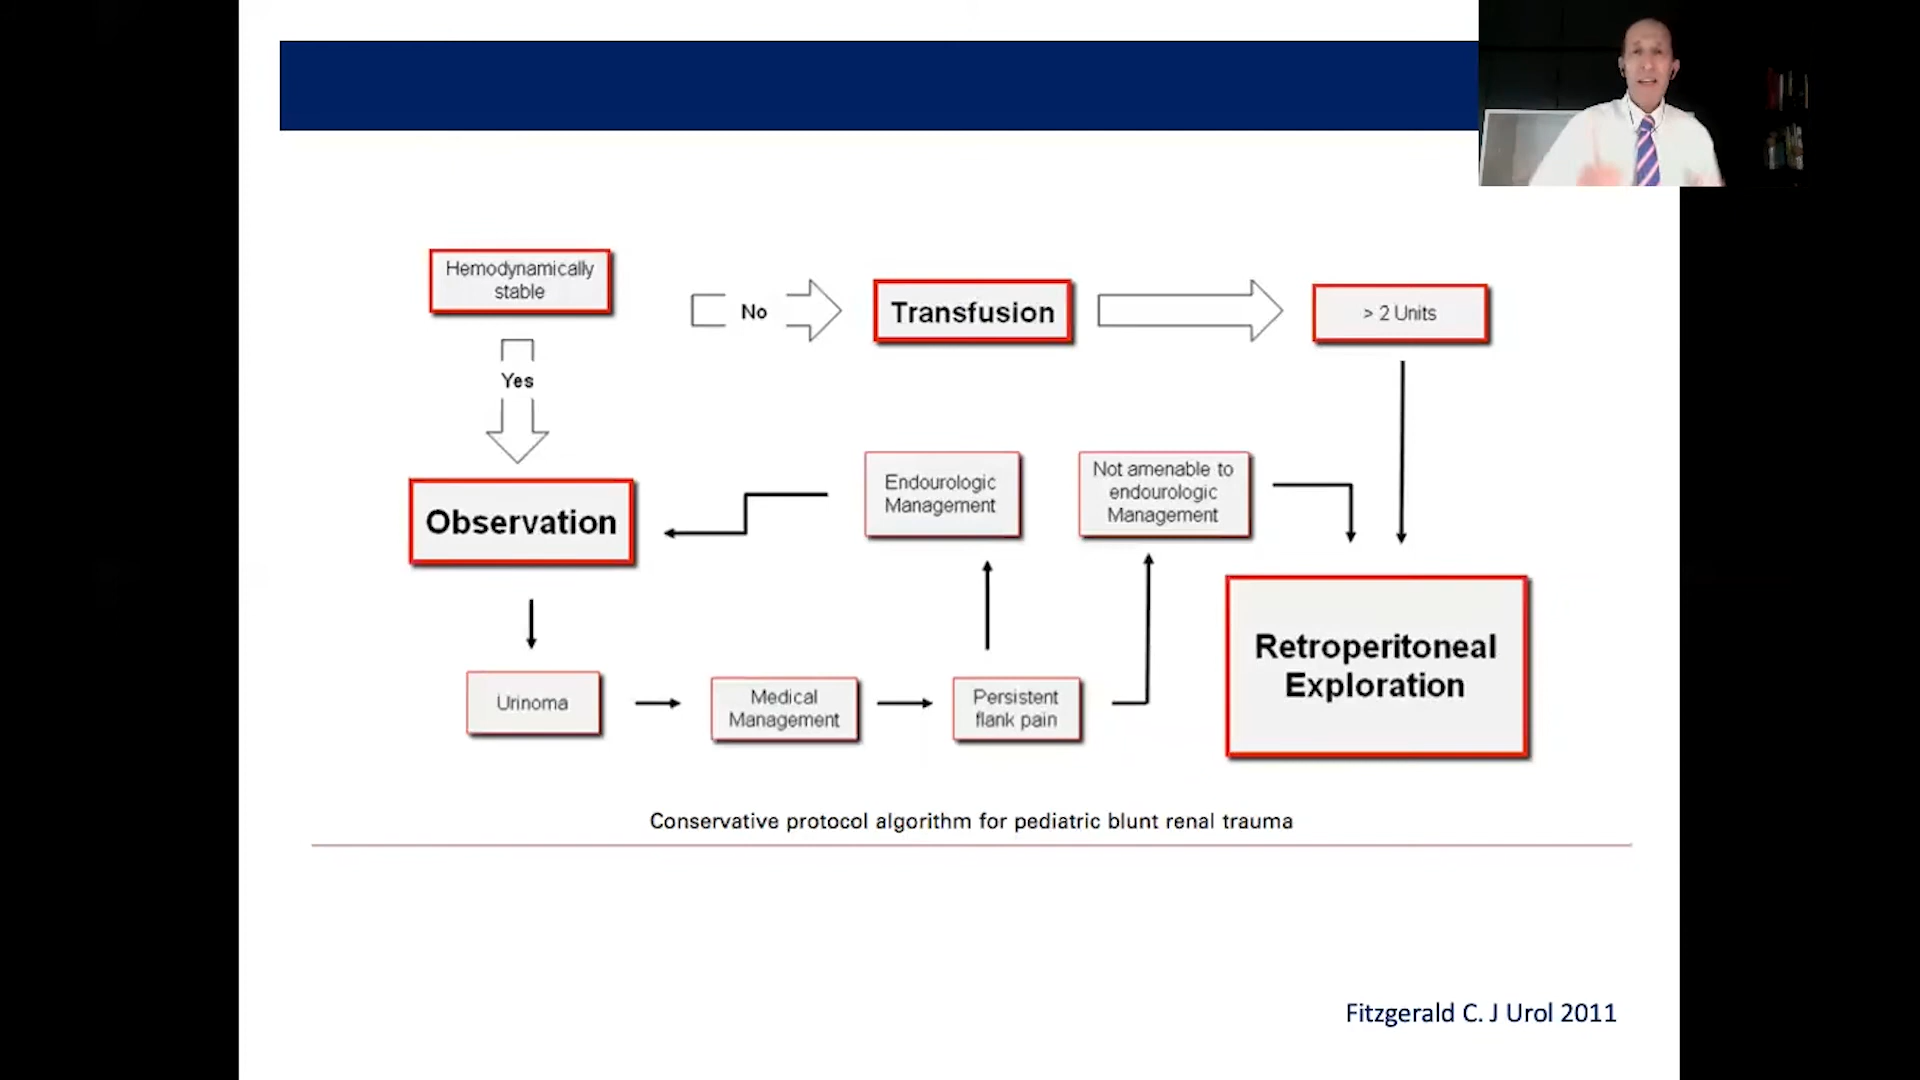 Hemodynamically
stable
No
Transfusion
> 2 Units
Yes
Observation
Endourologic
Management
Not amenable to
endourologic
Management
Retroperitoneal
Exploration
Urinoma
Medical
Management
Persistent
flank pain
Conservative protocol algorithm for pediatric blunt renal trauma
Fitzgerald C. J Urol 2011